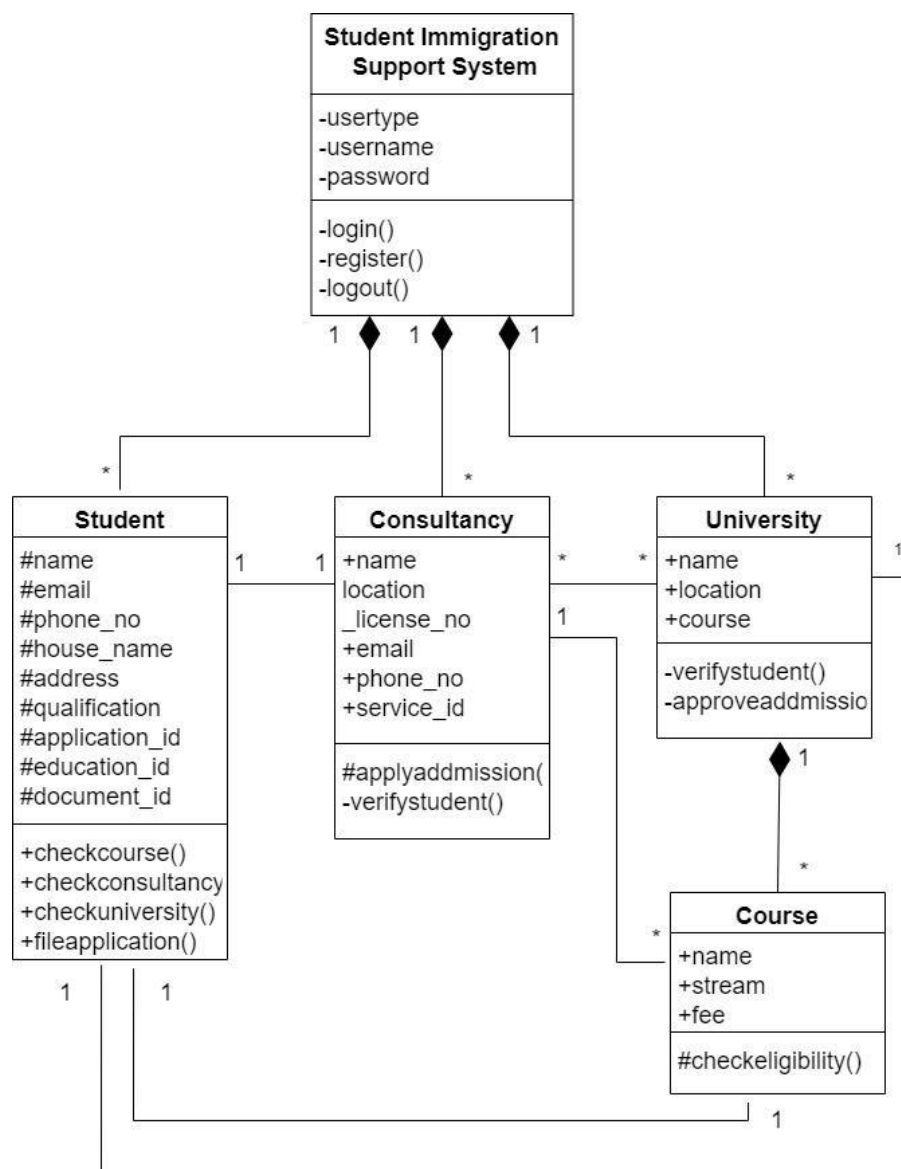 Student Immigration
Support System
-usertype
-username
-password
-login()
-register()
-logout()
1
1
1
*
*
*
Student
#name
#email
#phone_no
#house_name
#address
#qualification
#application_id
#education_id
#document_id
+checkcourse()
+checkconsultancy
+checkuniversity()
+fileapplication()
1
1
Consultancy
+name
location
_license_no
+email
+phone_no
+service_id
#applyaddmission(
-verifystudent()
*
*
1
University
+name
+location
+course
-verifystudent()
-approveaddmissio
1
1
*
*
Course
+name
+stream
+fee
#checkeligibility()
1
1
1